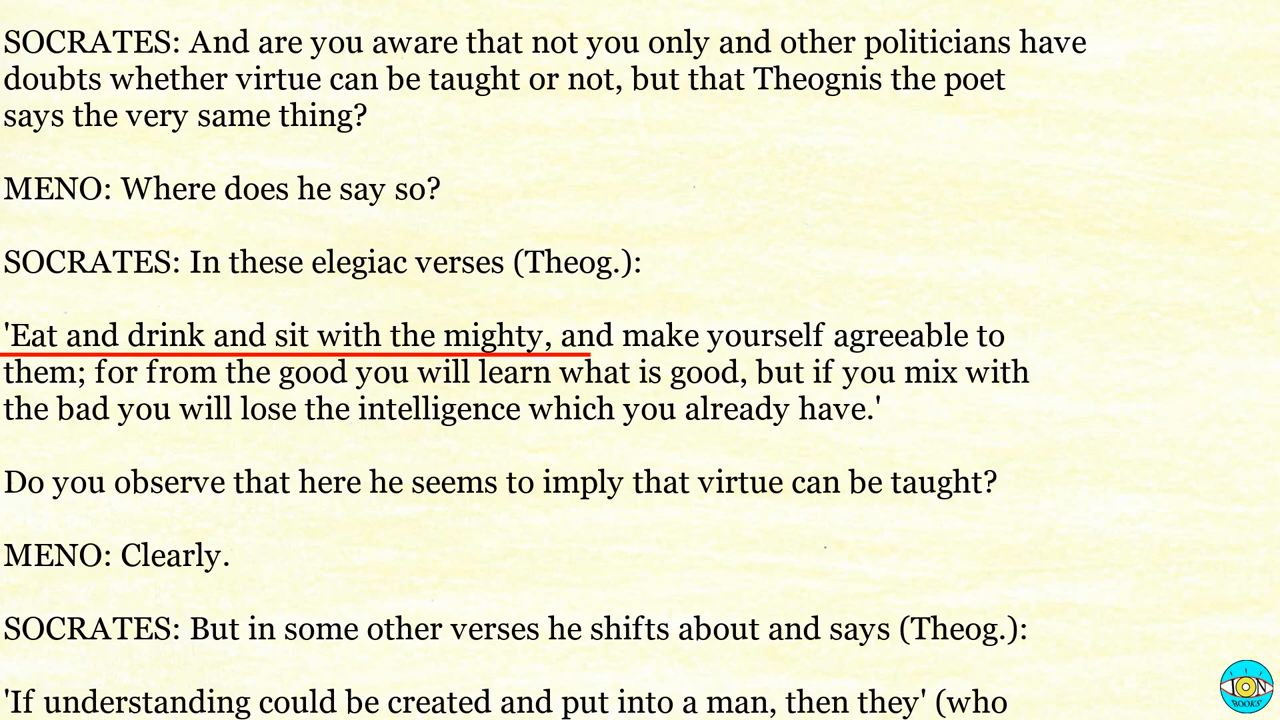 SOCRATES: And are you aware that not you only and other politicians have
doubts whether virtue can be taught or not, but that Theognis the poet
says the very same thing?
MENO: Where does he say so?
SOCRATES: In these elegiac verses (Theog.):
'Eat and drink and sit with the mighty, and make yourself agreeable to
them; for from the good you will learn what is good, but if you mix with
the bad you will lose the intelligence which you already have.'
Do you observe that here he seems to imply that virtue can be taught?
MENO: Clearly.
SOCRATES: But in some other verses he shifts about and says (Theog.):
'If understanding could be created and put into a man, then they' (who
ION
BOOKS